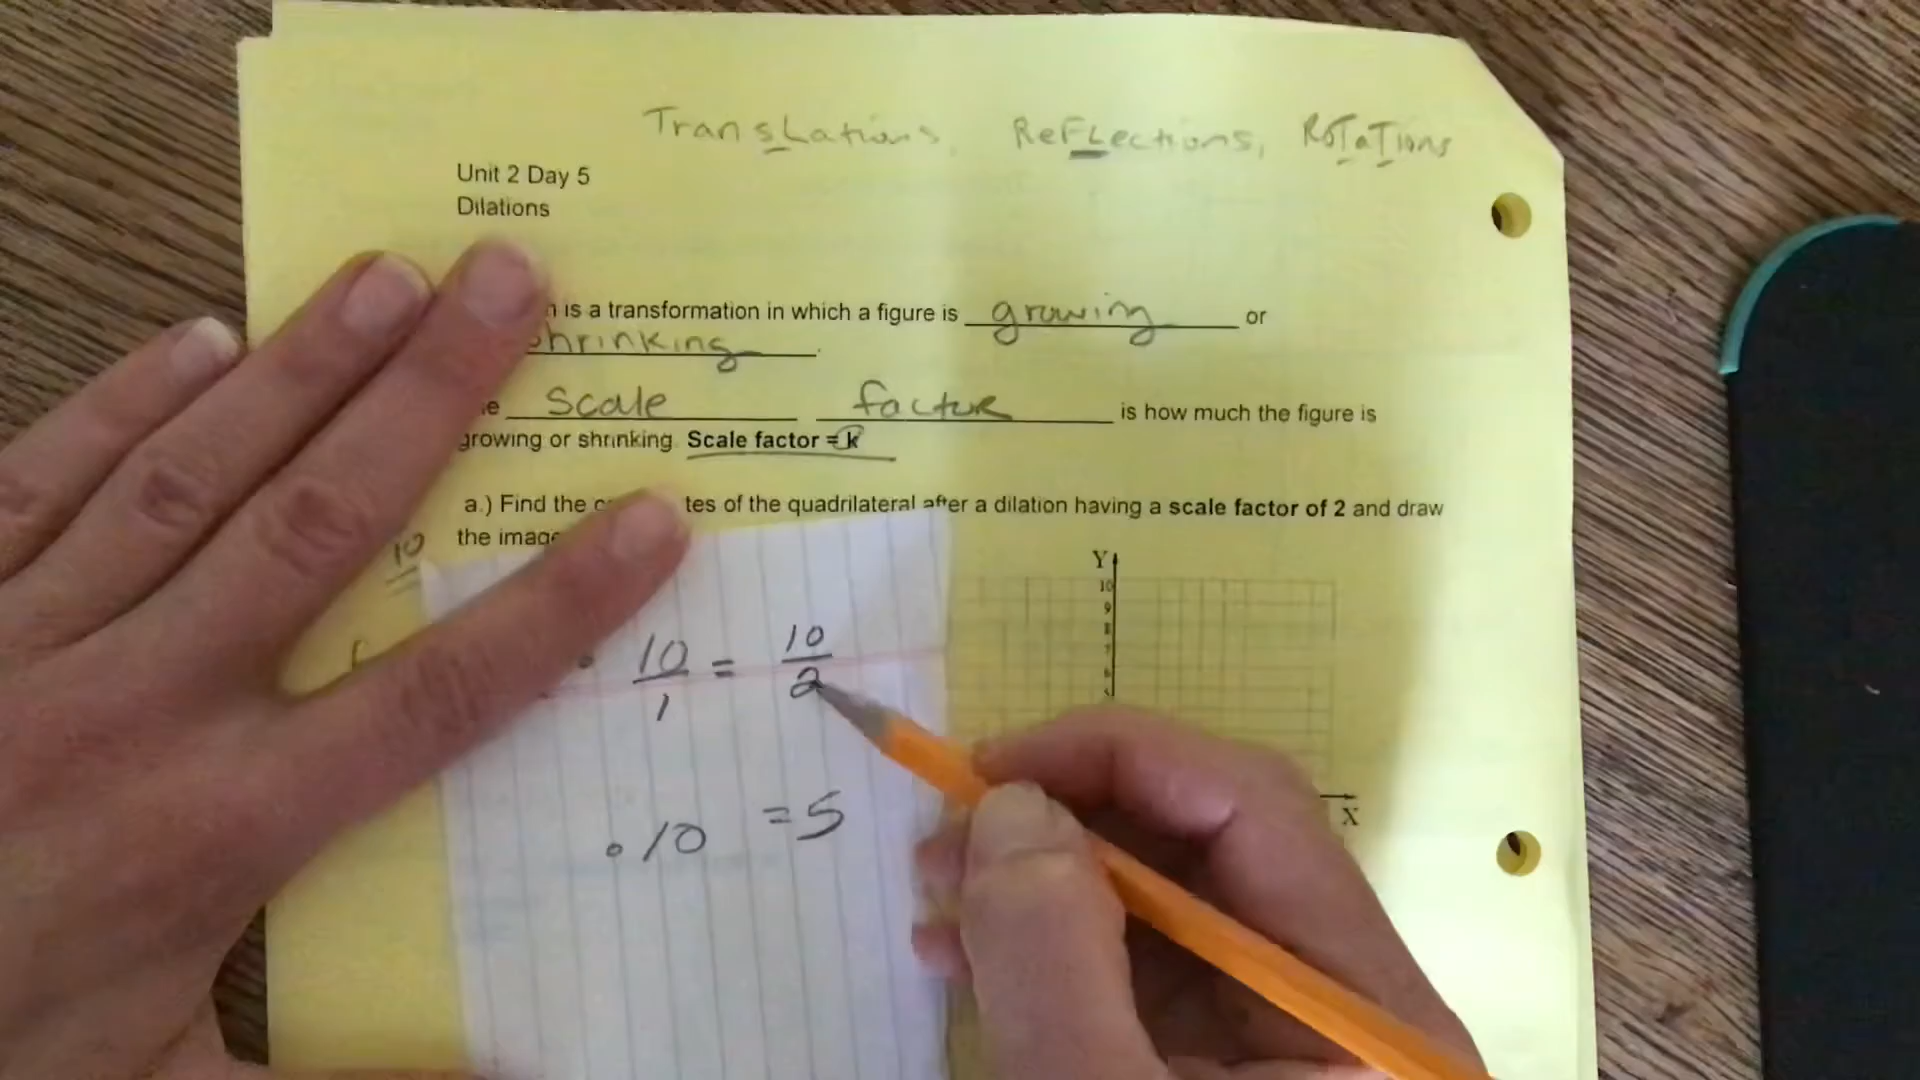 TransLations, ReFLections, RoTaTions
Unit 2 Day 5
Dilations
is a transformation in which a figure is growing or
shrinking.
scale factor is how much the figure is
growing or shrinking. Scale factor = k
a.) Find the tes of the quadrilateral after a dilation having a scale factor of 2 and draw
the image
10
Y
10
9
8
7
6
5
X
• 10/1 = 10/2
• 10 = 5